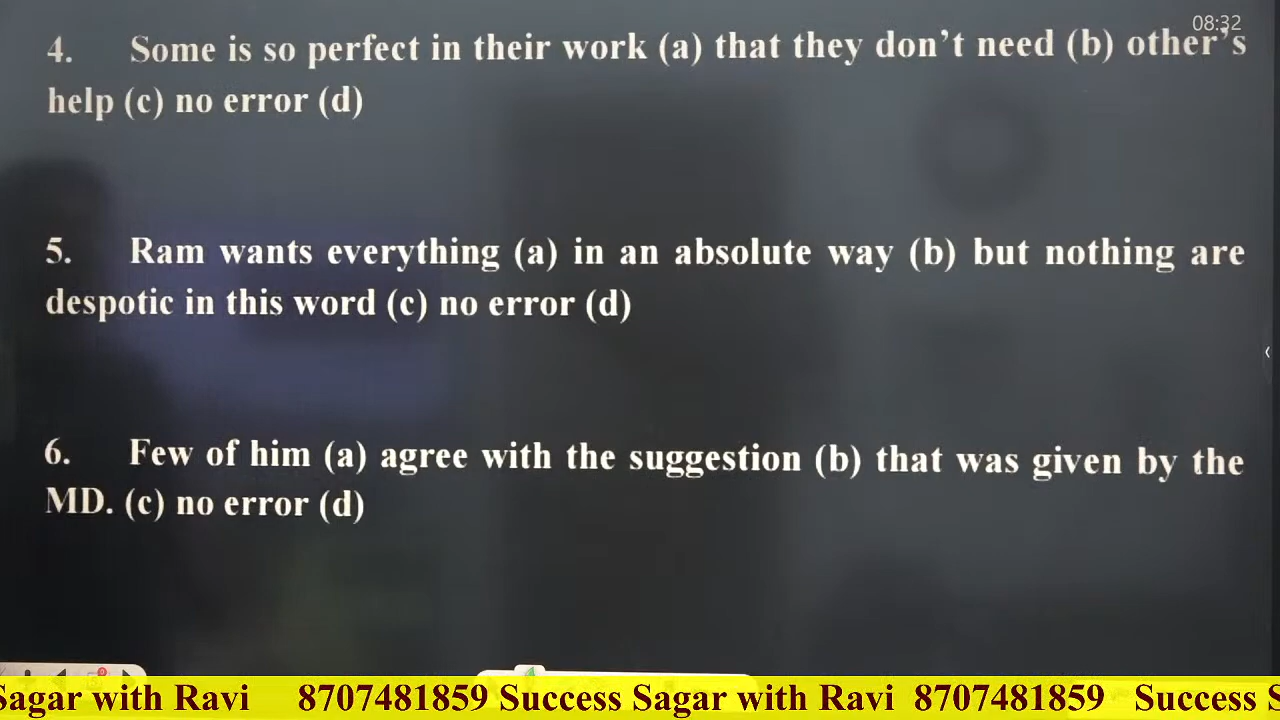 08:32
4. Some is so perfect in their work (a) that they don’t need (b) other’s
help (c) no error (d)
5. Ram wants everything (a) in an absolute way (b) but nothing are
despotic in this word (c) no error (d)
6. Few of him (a) agree with the suggestion (b) that was given by the
MD. (c) no error (d)
Sagar with Ravi 8707481859 Success Sagar with Ravi 8707481859 Success S